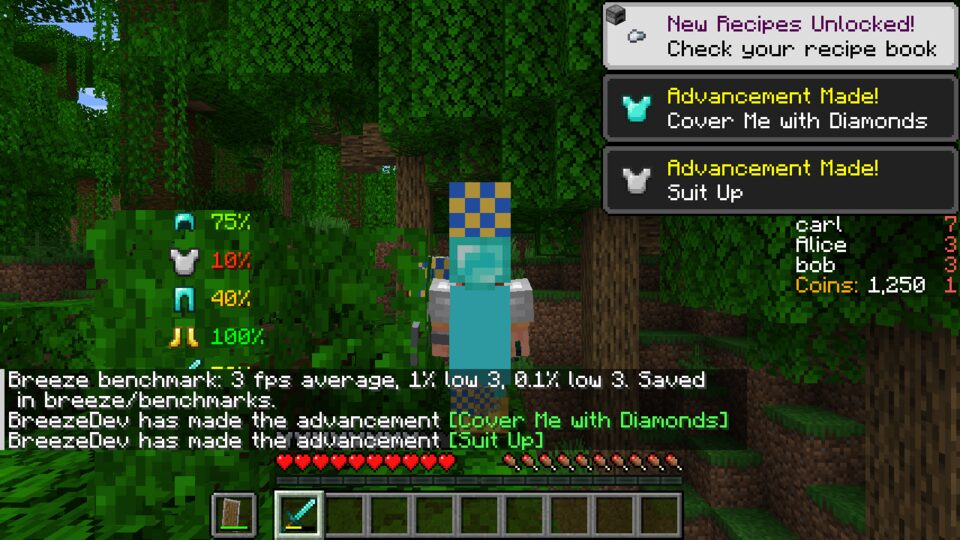 New Recipes Unlocked!
Check your recipe book
Advancement Made!
Cover Me with Diamonds
Advancement Made!
Suit Up
75%
10%
40%
100%
carl 7
Alice 3
bob 3
Coins: 1,250 1
Breeze benchmark: 3 fps average, 1% low 3, 0.1% low 3. Saved
in breeze/benchmarks.
BreezeDev has made the advancement [Cover Me with Diamonds]
BreezeDev has made the advancement [Suit Up]